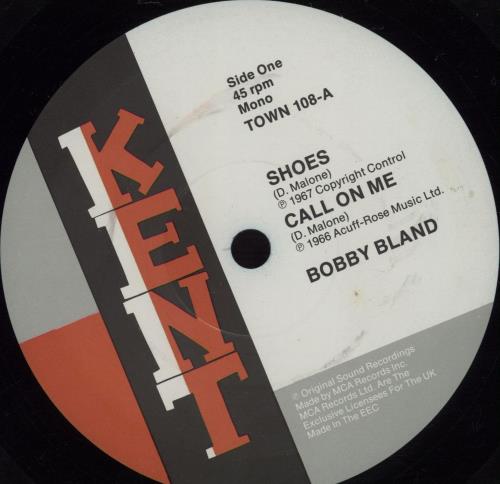 KENT
Side One
45 rpm
Mono
TOWN 108-A
SHOES
(D. Malone)
℗ 1967 Copyright Control
CALL ON ME
(D. Malone)
℗ 1966 Acuff-Rose Music Ltd.
BOBBY BLAND
℗ Original Sound Recordings
Made by MCA Records Inc.
MCA Records Ltd. Are The
Exclusive Licensees For The UK
Made In The EEC